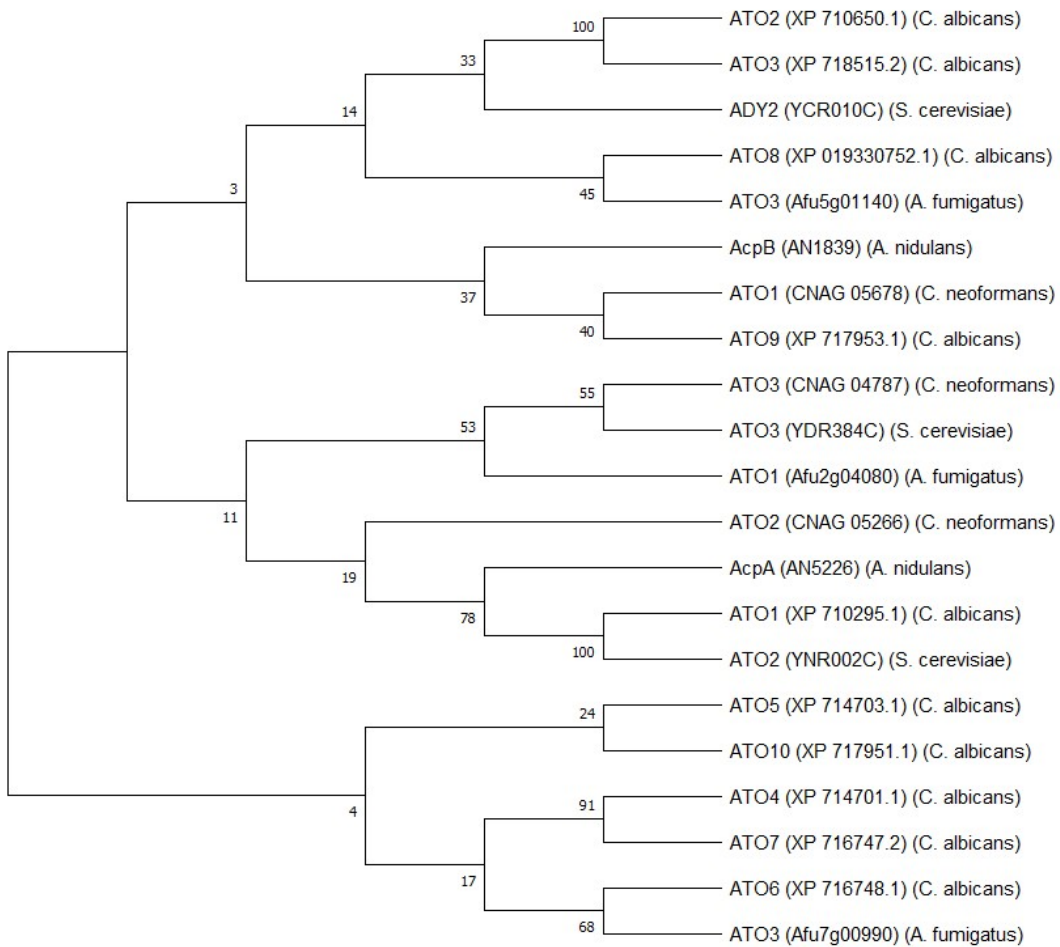 100
ATO2 (XP 710650.1) (C. albicans)
33
ATO3 (XP 718515.2) (C. albicans)
14
ADY2 (YCR010C) (S. cerevisiae)
ATO8 (XP 019330752.1) (C. albicans)
3
45
ATO3 (Afu5g01140) (A. fumigatus)
AcpB (AN1839) (A. nidulans)
37
ATO1 (CNAG 05678) (C. neoformans)
40
ATO9 (XP 717953.1) (C. albicans)
55
ATO3 (CNAG 04787) (C. neoformans)
53
ATO3 (YDR384C) (S. cerevisiae)
ATO1 (Afu2g04080) (A. fumigatus)
11
ATO2 (CNAG 05266) (C. neoformans)
19
AcpA (AN5226) (A. nidulans)
78
ATO1 (XP 710295.1) (C. albicans)
100
ATO2 (YNR002C) (S. cerevisiae)
24
ATO5 (XP 714703.1) (C. albicans)
ATO10 (XP 717951.1) (C. albicans)
4
91
ATO4 (XP 714701.1) (C. albicans)
ATO7 (XP 716747.2) (C. albicans)
17
ATO6 (XP 716748.1) (C. albicans)
68
ATO3 (Afu7g00990) (A. fumigatus)